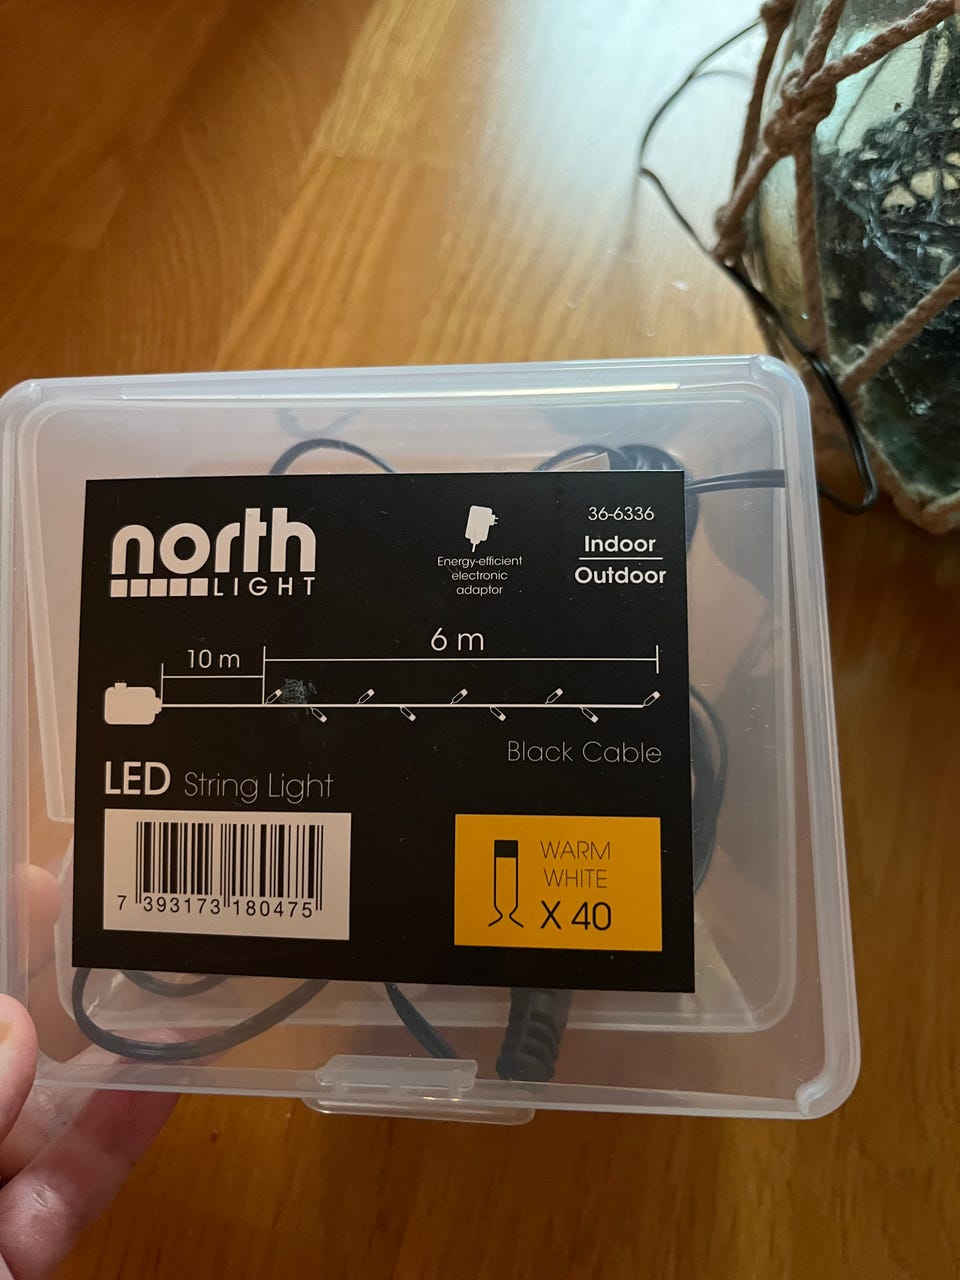 north
LIGHT
Energy-efficient
electronic
adaptor
36-6336
Indoor
Outdoor
10 m
6 m
Black Cable
LED String Light
7 393173 180475
WARM
WHITE
X 40